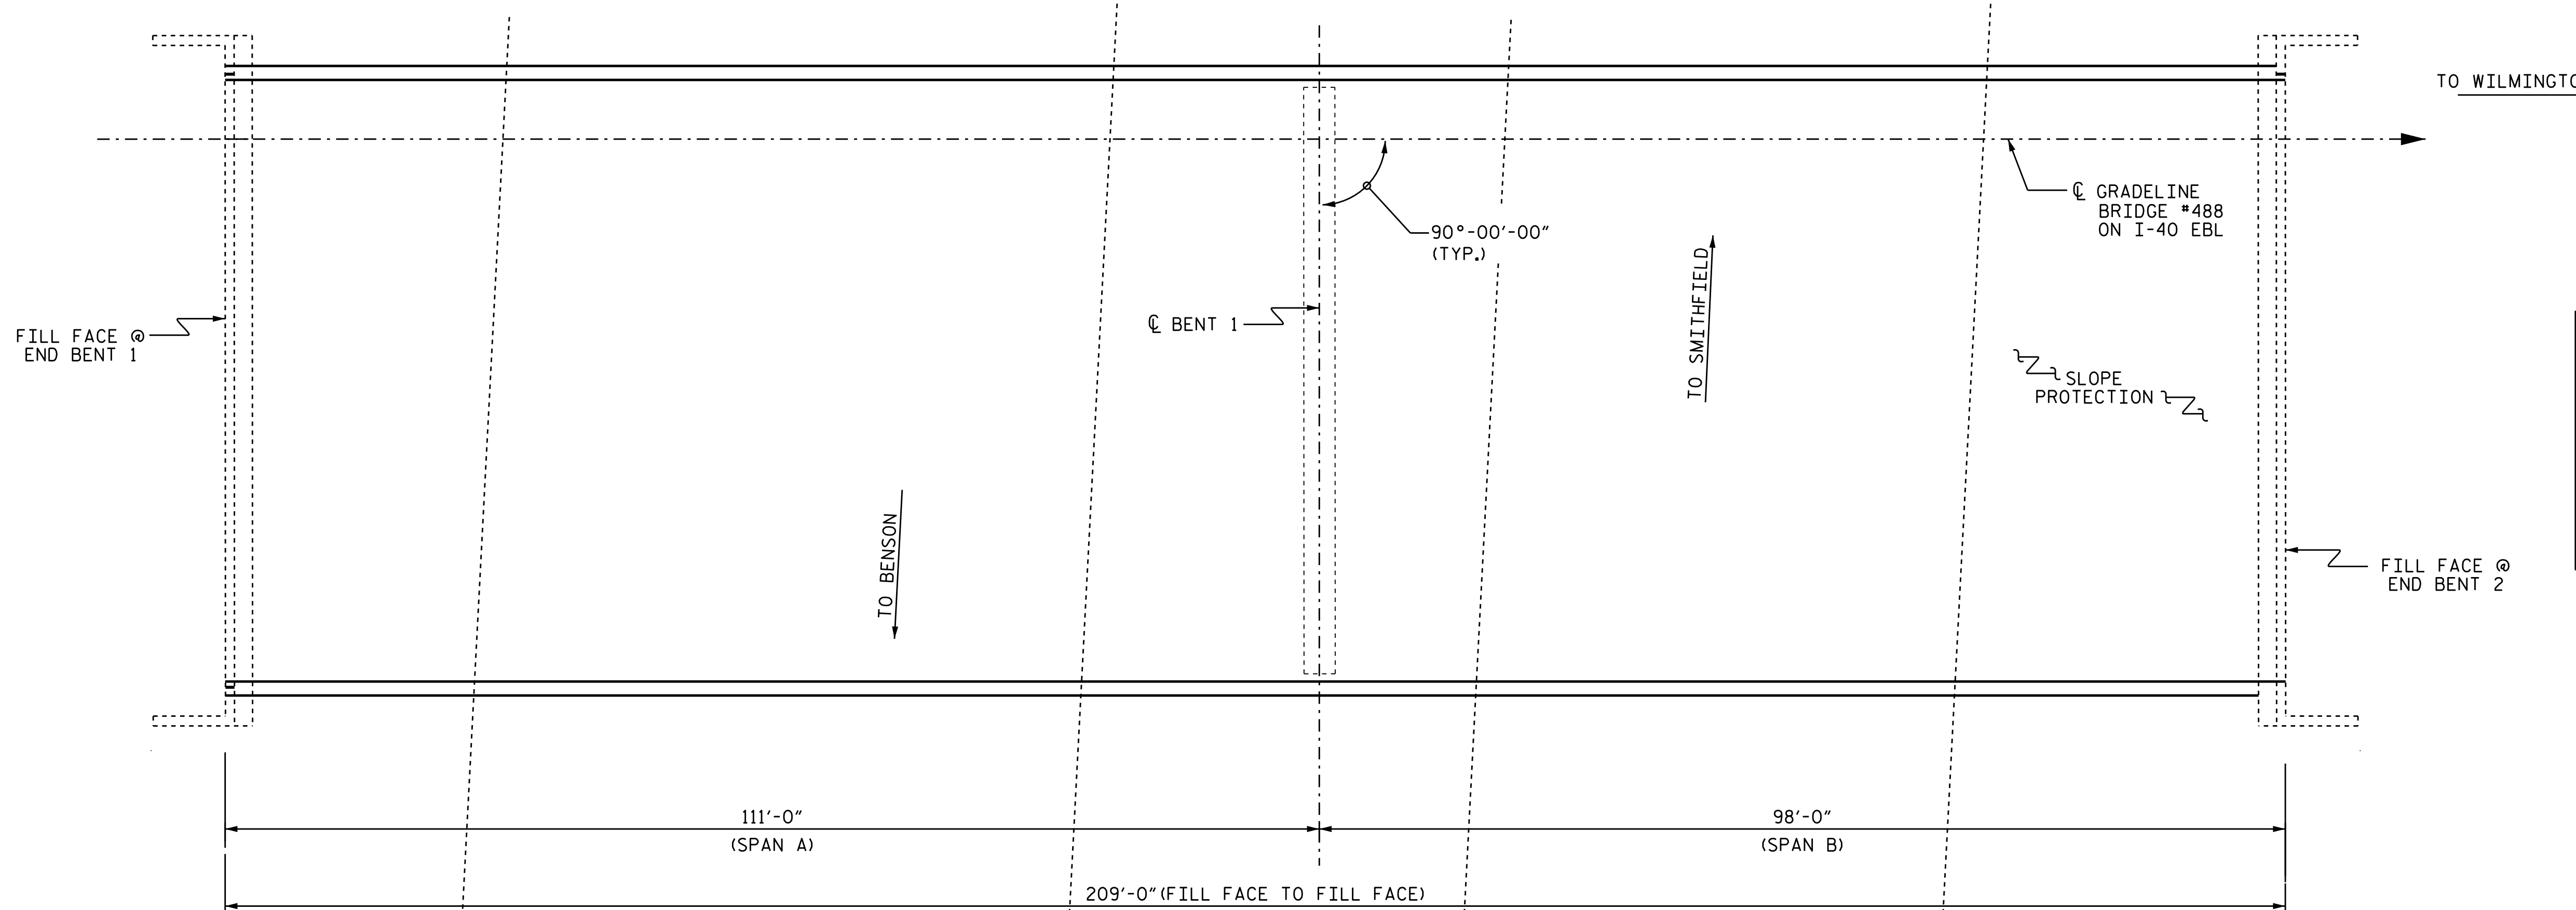 TO WILMINGTO
℄ GRADELINE
BRIDGE #488
ON I-40 EBL
90°-00'-00"
(TYP.)
TO SMITHFIELD
℄ BENT 1
FILL FACE @
END BENT 1
SLOPE
PROTECTION
TO BENSON
FILL FACE @
END BENT 2
111'-0"
(SPAN A)
98'-0"
(SPAN B)
209'-0"(FILL FACE TO FILL FACE)